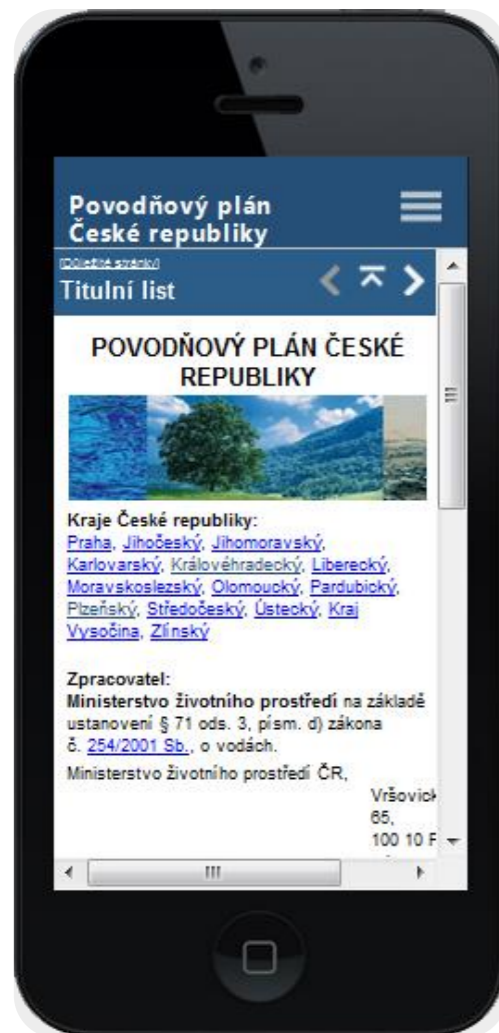 Povodňový plán
České republiky
[Důležité stránky]
Titulní list
POVODŇOVÝ PLÁN ČESKÉ
REPUBLIKY
Kraje České republiky:
Praha, Jihočeský, Jihomoravský,
Karlovarský, Královéhradecký, Liberecký,
Moravskoslezský, Olomoucký, Pardubický,
Plzeňský, Středočeský, Ústecký, Kraj
Vysočina, Zlínský
Zpracovatel:
Ministerstvo životního prostředí na základě
ustanovení § 71 ods. 3, písm. d) zákona
č. 254/2001 Sb., o vodách.
Ministerstvo životního prostředí ČR,
Vršovick
65,
100 10 P